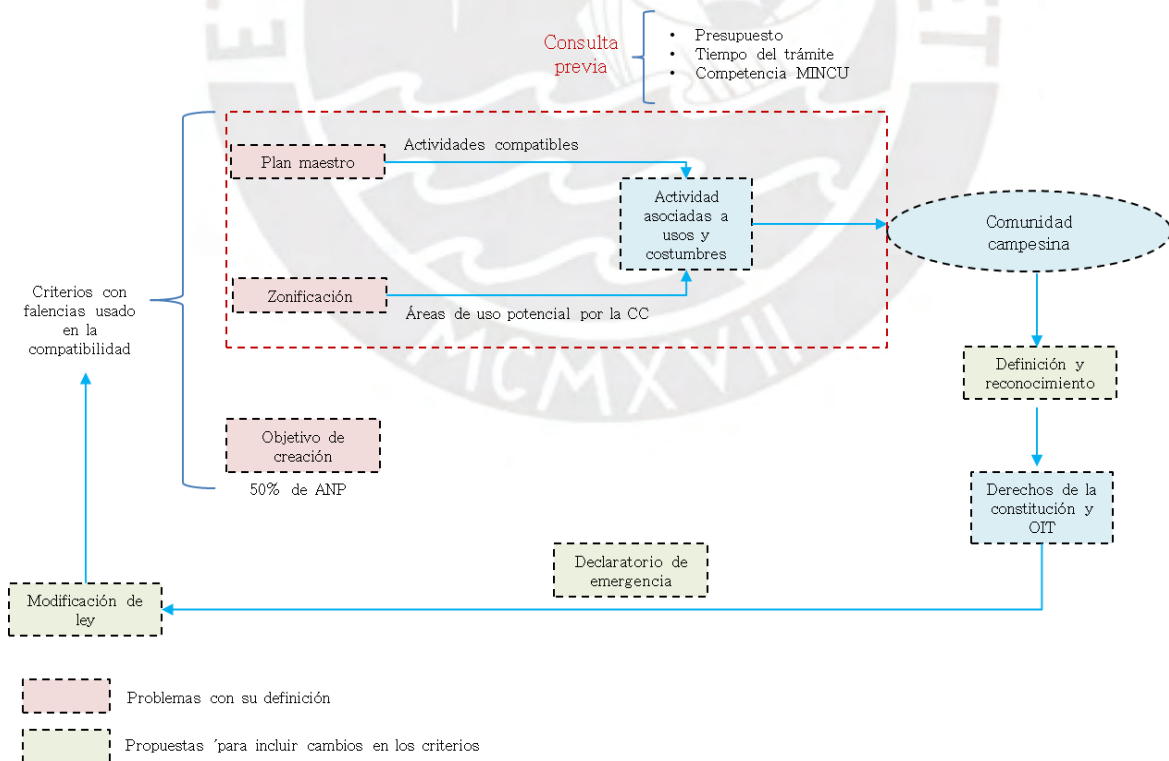 Consulta
previa
• Presupuesto
• Tiempo del trámite
• Competencia MINCU
Plan maestro
Actividades compatibles
Actividad
asociadas a
usos y
costumbres
Comunidad
campesina
Zonificación
Áreas de uso potencial por la CC
Criterios con
falencias usado
en la
compatibilidad
Definición y
reconocimiento
Objetivo de
creación
50% de ANP
Derechos de la
constitución y
OIT
Declaratorio de
emergencia
Modificación de
ley
Problemas con su definición
Propuestas ´para incluir cambios en los criterios
MCMXVII